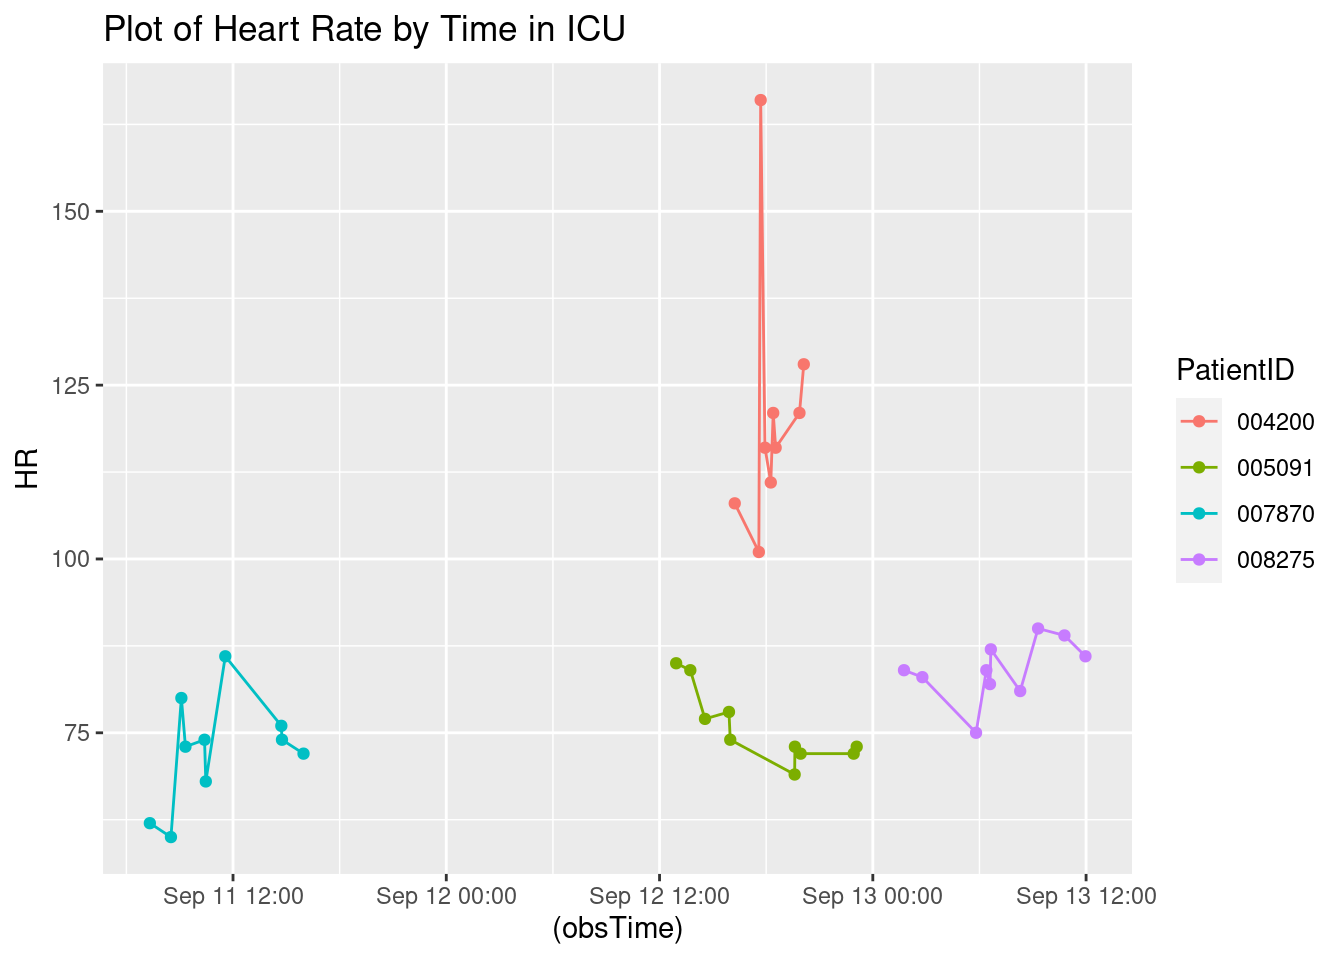 Plot of Heart Rate by Time in ICU
HR
150
125
100
75
Sep 11 12:00
Sep 12 00:00
Sep 12 12:00
Sep 13 00:00
Sep 13 12:00
(obsTime)
PatientID
004200
005091
007870
008275